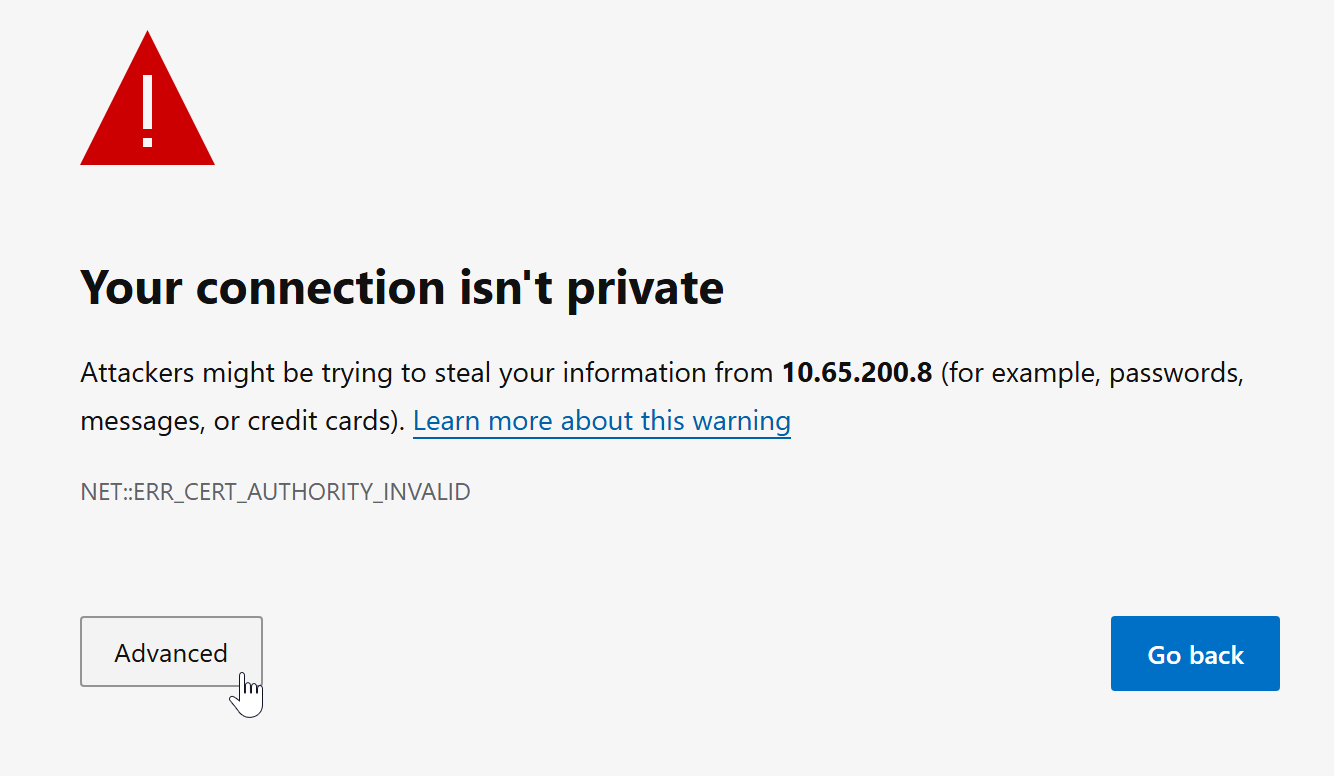 Your connection isn't private
Attackers might be trying to steal your information from 10.65.200.8 (for example, passwords,
messages, or credit cards). Learn more about this warning
NET::ERR_CERT_AUTHORITY_INVALID
Advanced
Go back